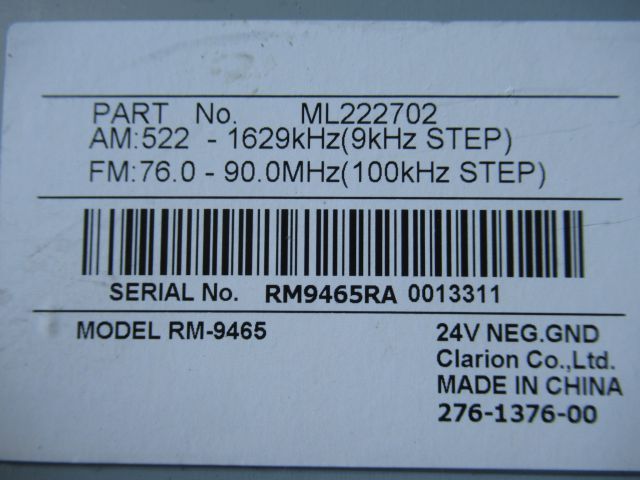 PART No. ML222702
AM:522 - 1629kHz(9kHz STEP)
FM:76.0 - 90.0MHz(100kHz STEP)
SERIAL No. RM9465RA 0013311
MODEL RM-9465
24V NEG.GND
Clarion Co.,Ltd.
MADE IN CHINA
276-1376-00